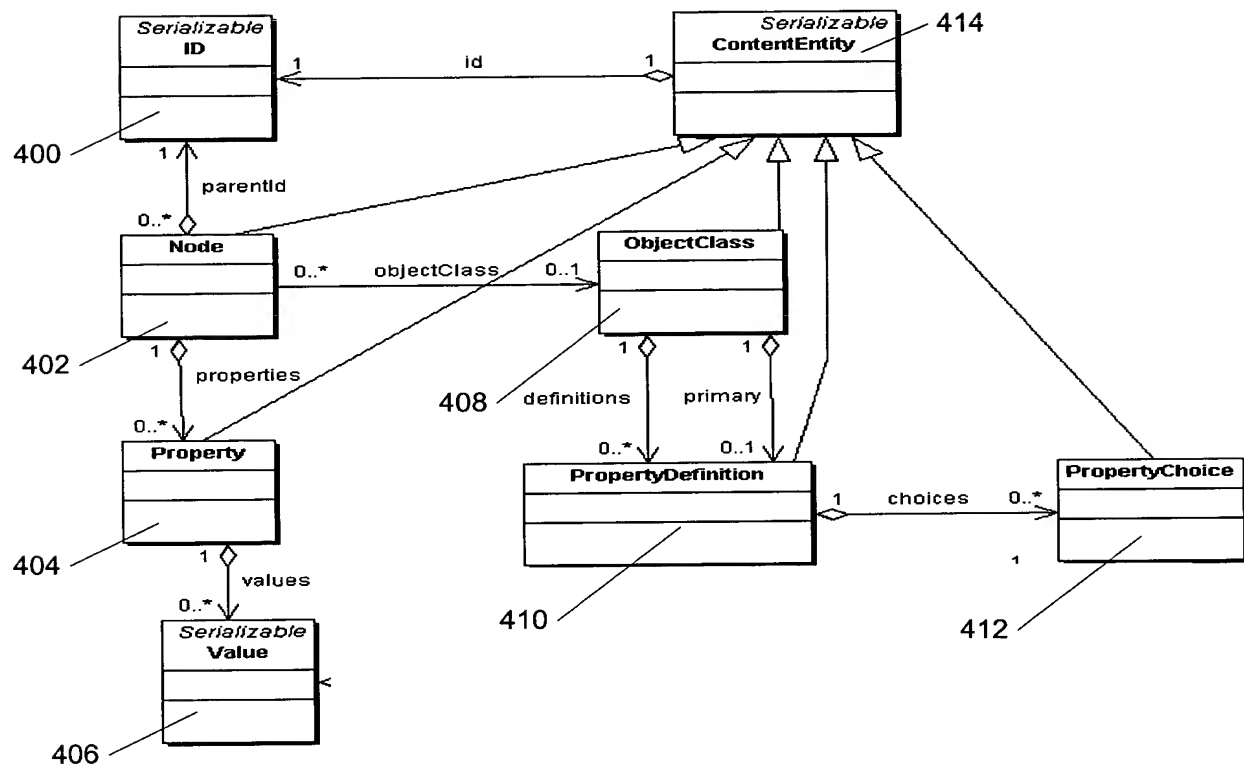 Serializable
ID
400
Serializable
ContentEntity
414
1
id
1
1
parentId
0..*
Node
402
0..*
objectClass
0..1
ObjectClass
408
1
properties
0..*
1
definitions
0..*
1
primary
0..1
Property
404
PropertyDefinition
410
1
choices
0..*
PropertyChoice
1
412
1
values
0..*
Serializable
Value
406